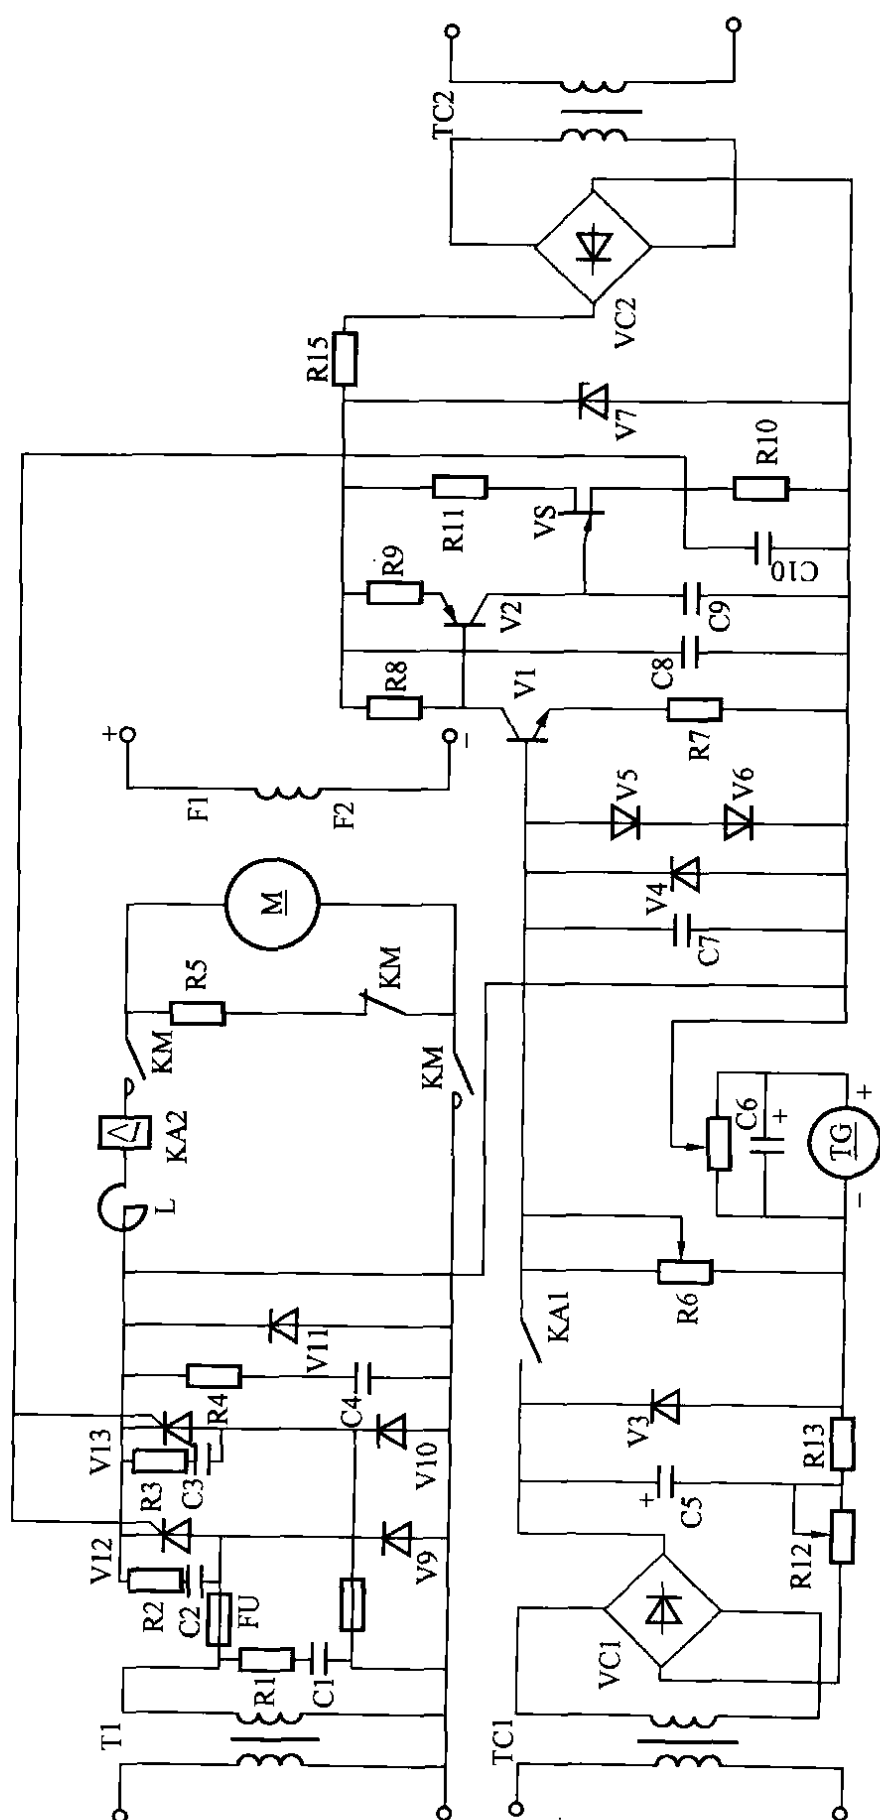 T1
R1
C1
FU
R2
C2
V12
V9
R3
C3
V13
V10
R4
C4
V11
L
KA2
KM
KM
R5
KM
M
F1
F2
+
−
TC1
VC1
R12
R13
C5
+
V3
KA1
R6
TG
−
+
C6
+
C7
V4
V5
V6
V1
R7
R8
C8
V2
R9
C9
C10
VS
R11
R10
V7
R15
VC2
TC2